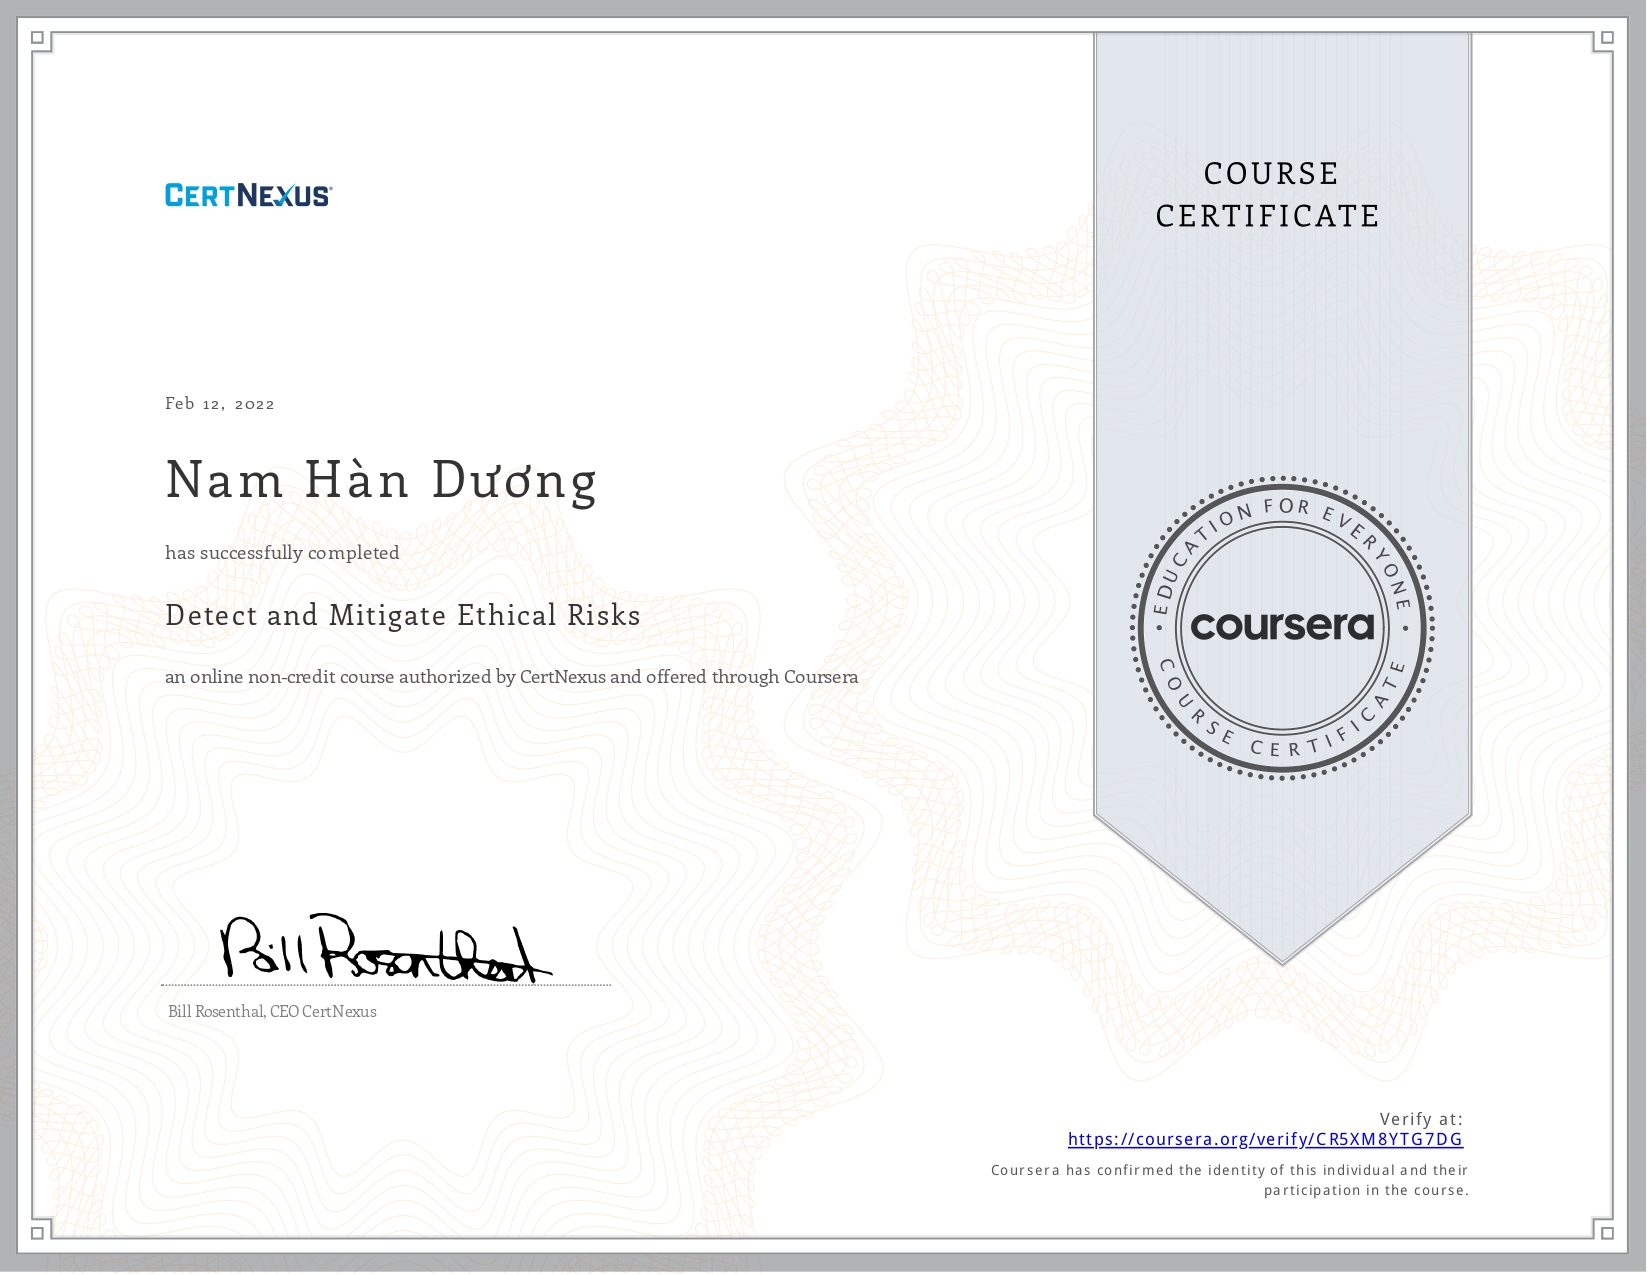 CERTNEXUS
COURSE
CERTIFICATE
Feb 12, 2022
Nam Hàn Dương
has successfully completed
Detect and Mitigate Ethical Risks
an online non-credit course authorized by CertNexus and offered through Coursera
EDUCATION FOR EVERYONE
coursera
COURSE CERTIFICATE
Bill Rosenthal
Bill Rosenthal, CEO CertNexus
Verify at:
https://coursera.org/verify/CR5XM8YTG7DG
Coursera has confirmed the identity of this individual and their
participation in the course.